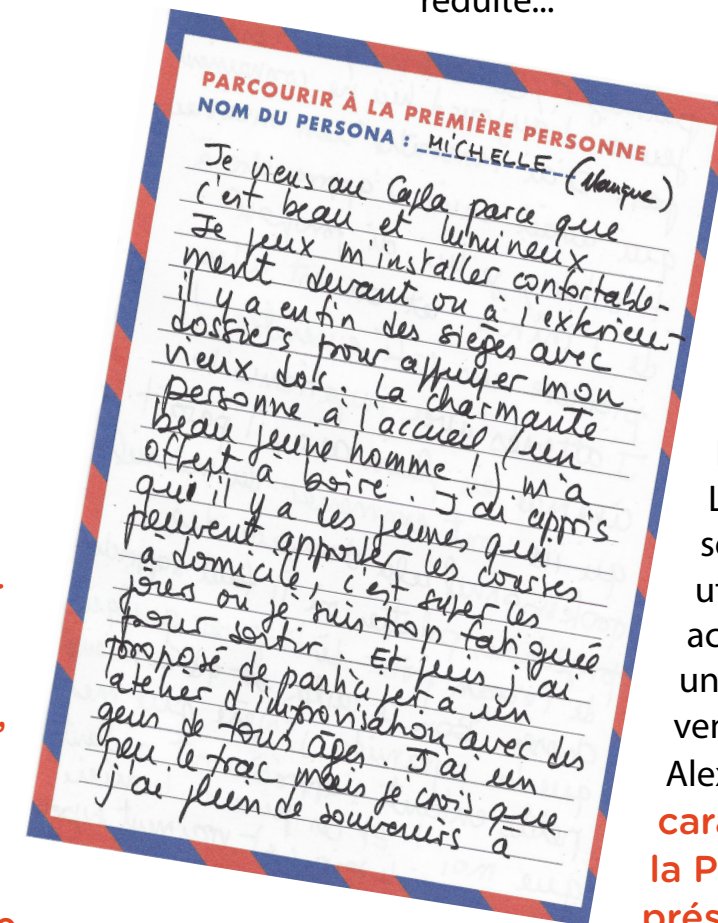 réduite...
PARCOURIR À LA PREMIÈRE PERSONNE
NOM DU PERSONA : MICHELLE (Manque)
Je viens au Cafla parce que
c'est beau et lumineux
Je peux m'installer confortable-
ment devant ou à l'extérieur
il y a enfin des sièges avec
dossiers pour appuyer mon
vieux dos. La charmante
personne à l'accueil (un
beau jeune homme !) m'a
offert à boire. J'ai appris
qu'il y a des jeunes qui
peuvent apporter les courses
à domicile, c'est super les
jours où je suis trop fatiguée
pour sortir. Et puis j'ai
proposé de participer à un
atelier d'improvisation avec des
gens de tous âges. J'ai un
peu le trac mais je crois que
j'ai plein de souvenirs à
L
se
ut
ac
un
ver
Alex
cara
la P
prés